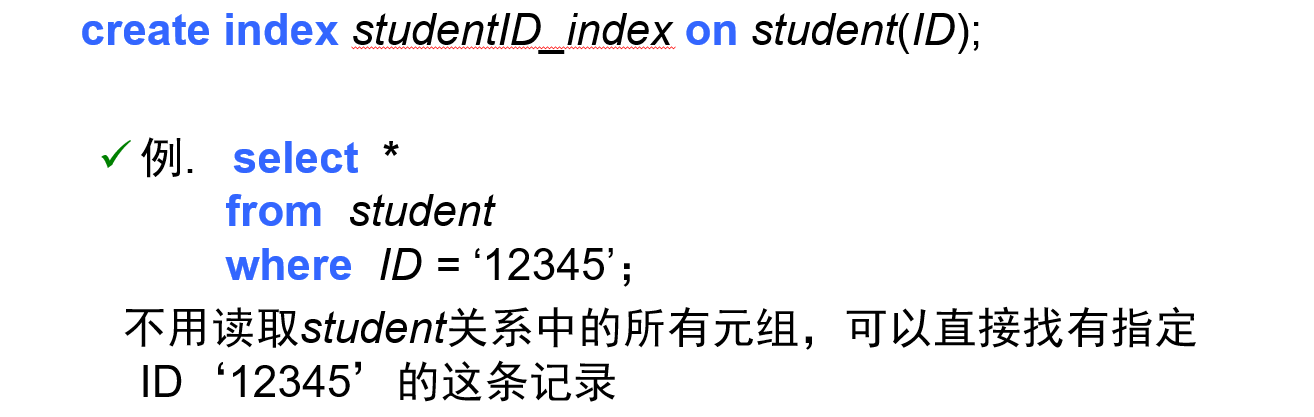 create index studentID_index on student(ID);
✓ 例. select *
from student
where ID = ‘12345’;
不用读取student关系中的所有元组，可以直接找有指定
ID ‘12345’ 的这条记录